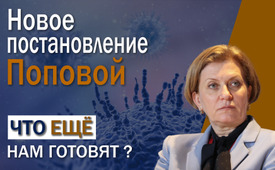 Новое
постановление
Поповой
ЧТО ЕЩЁ
НАМ ГОТОВЯТ ?